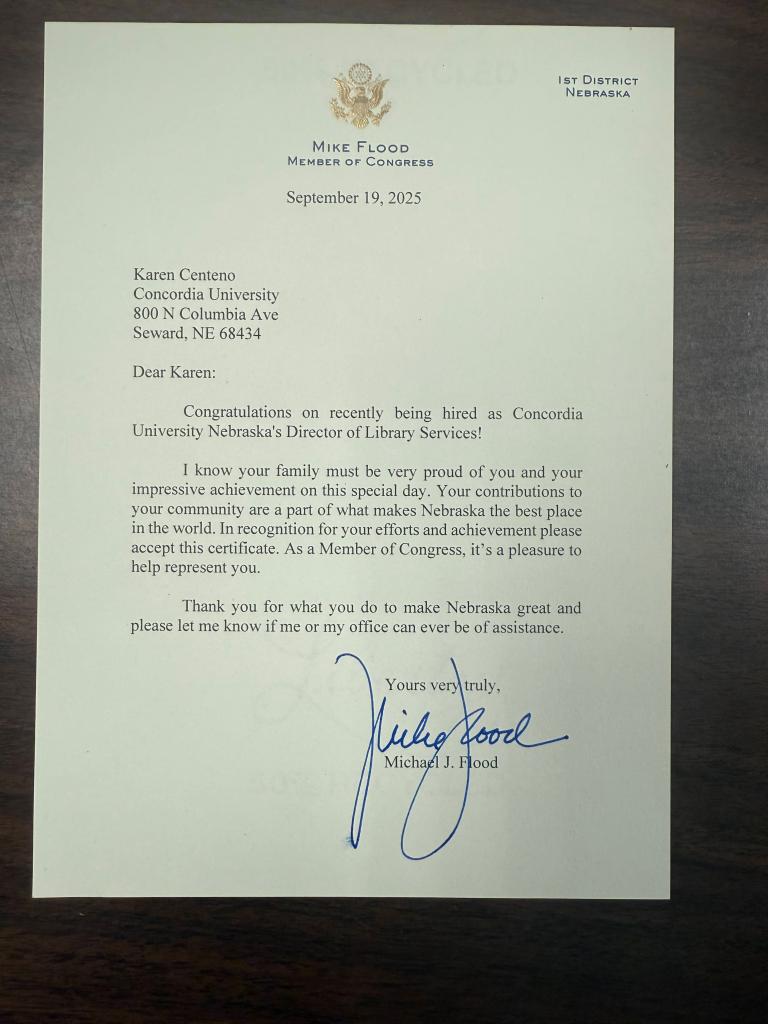 1ST DISTRICT
NEBRASKA
MIKE FLOOD
MEMBER OF CONGRESS
September 19, 2025
Karen Centeno
Concordia University
800 N Columbia Ave
Seward, NE 68434
Dear Karen:
Congratulations on recently being hired as Concordia
University Nebraska's Director of Library Services!
I know your family must be very proud of you and your
impressive achievement on this special day. Your contributions to
your community are a part of what makes Nebraska the best place
in the world. In recognition for your efforts and achievement please
accept this certificate. As a Member of Congress, it's a pleasure to
help represent you.
Thank you for what you do to make Nebraska great and
please let me know if me or my office can ever be of assistance.
Yours very truly,
Mike Flood
Michael J. Flood